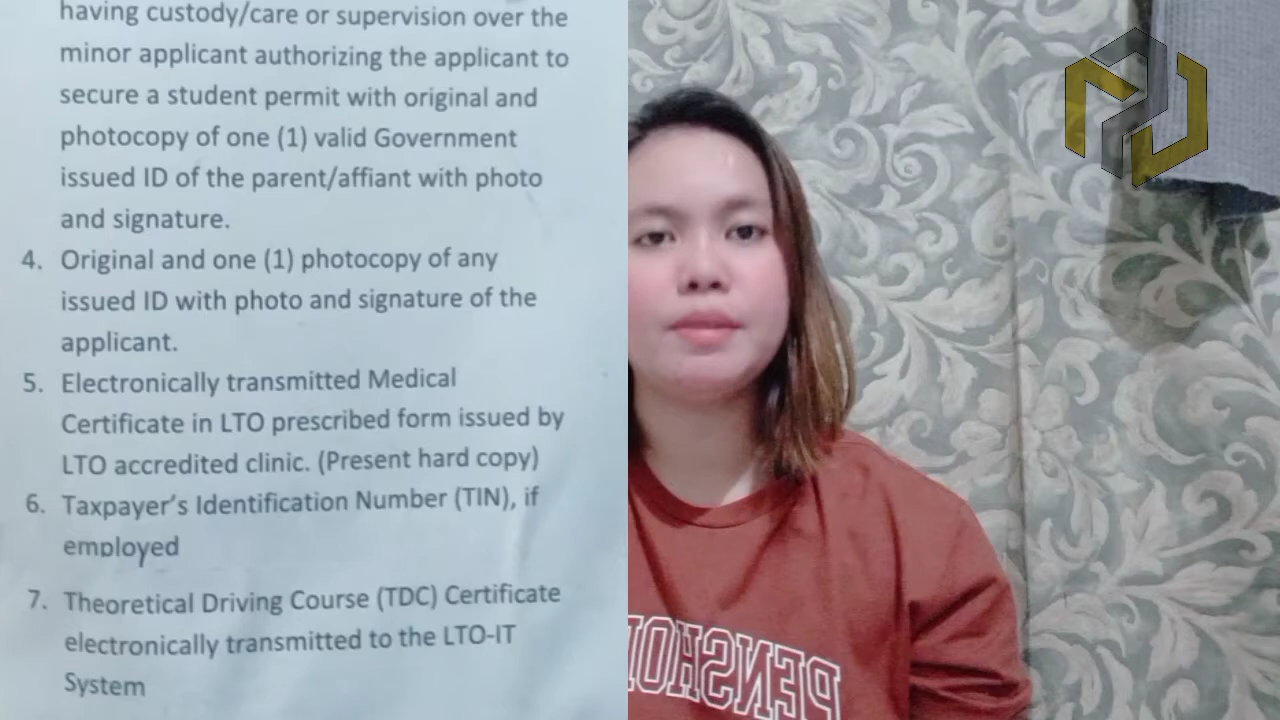 having custody/care or supervision over the
minor applicant authorizing the applicant to
secure a student permit with original and
photocopy of one (1) valid Government
issued ID of the parent/affiant with photo
and signature.
4. Original and one (1) photocopy of any
issued ID with photo and signature of the
applicant.
5. Electronically transmitted Medical
Certificate in LTO prescribed form issued by
LTO accredited clinic. (Present hard copy)
6. Taxpayer's Identification Number (TIN), if
employed
7. Theoretical Driving Course (TDC) Certificate
electronically transmitted to the LTO-IT
System